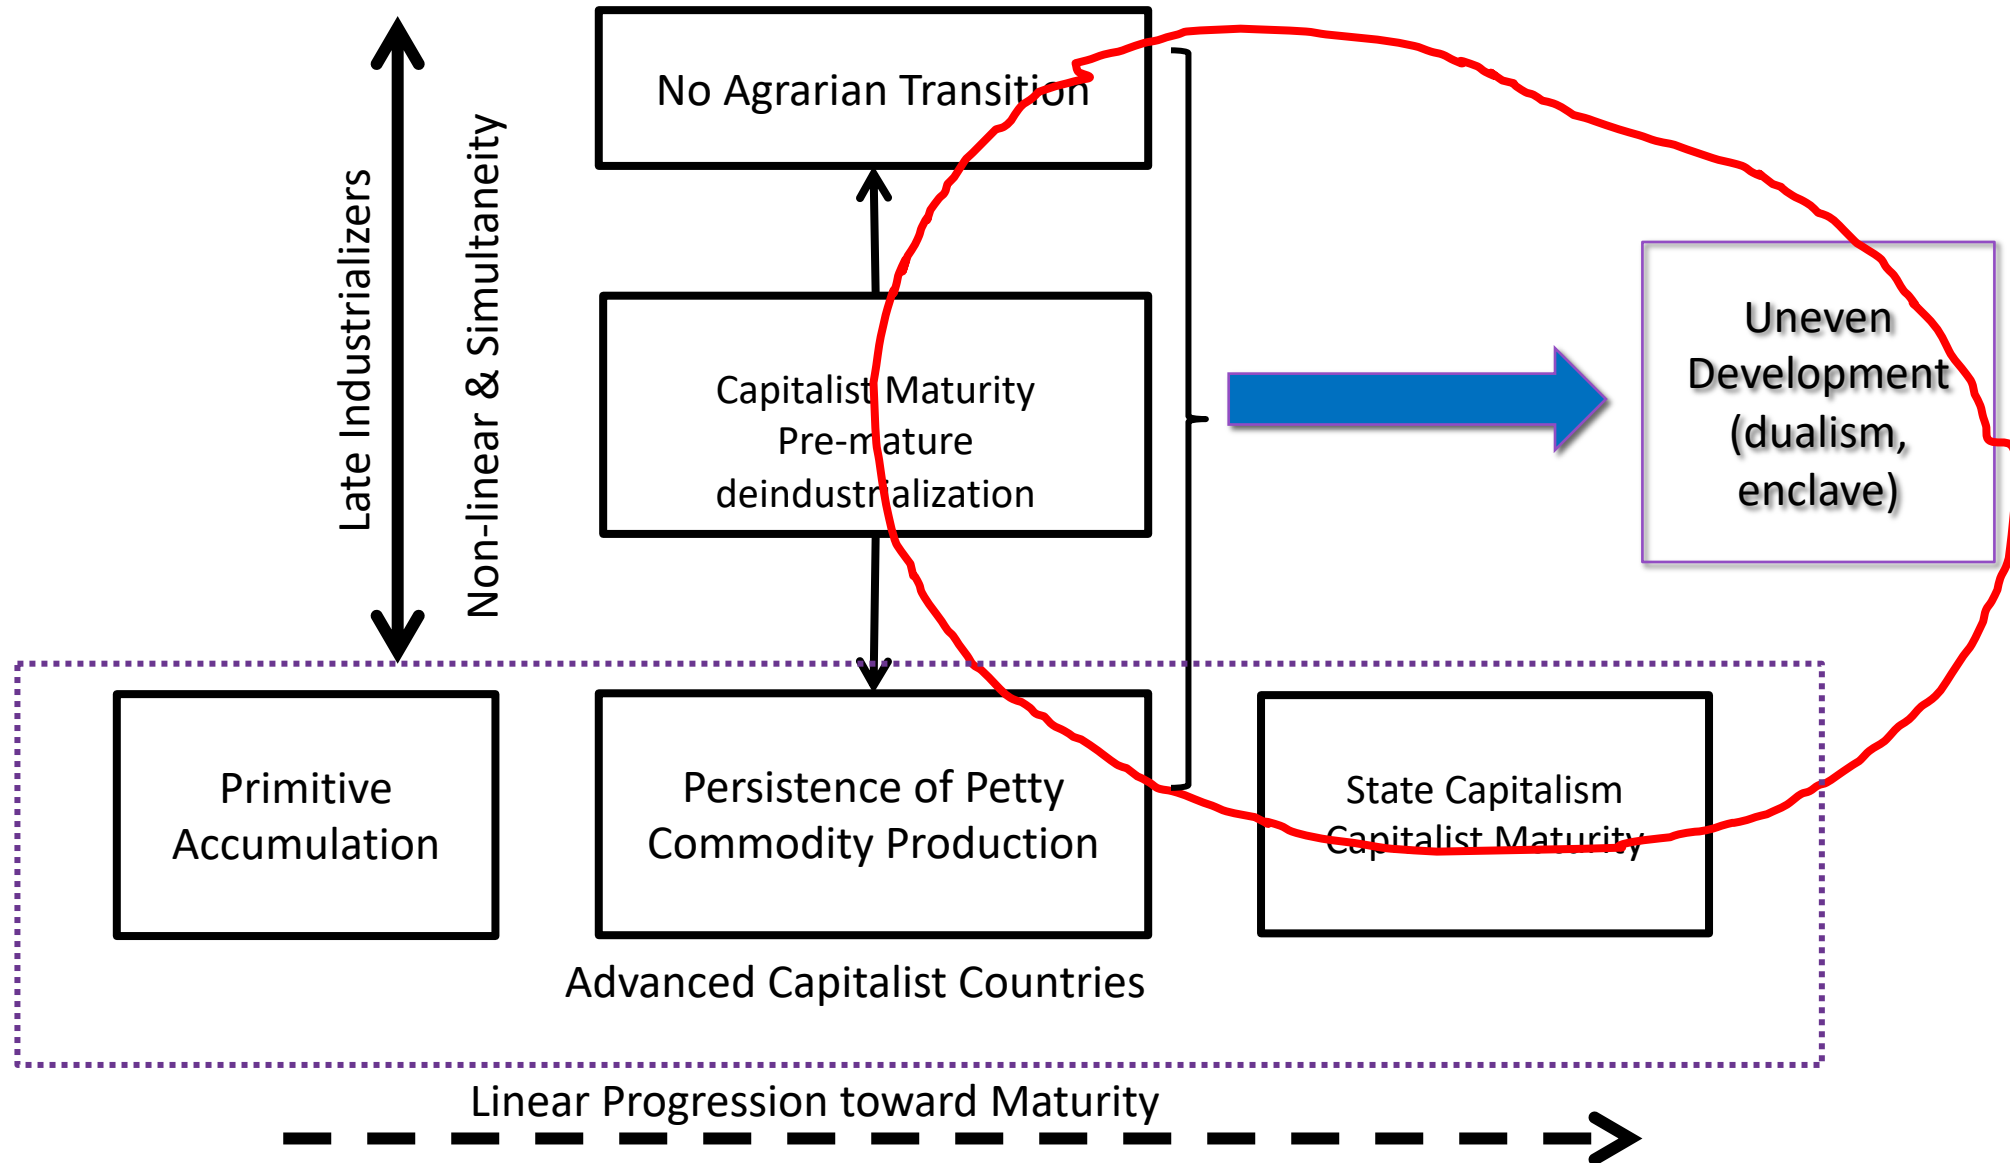 No Agrarian Transition
Late Industrializers
Non-linear & Simultaneity
Capitalist Maturity
Pre-mature
deindustrialization
Uneven
Development
(dualism,
enclave)
Primitive
Accumulation
Persistence of Petty
Commodity Production
State Capitalism
Capitalist Maturity
Advanced Capitalist Countries
Linear Progression toward Maturity